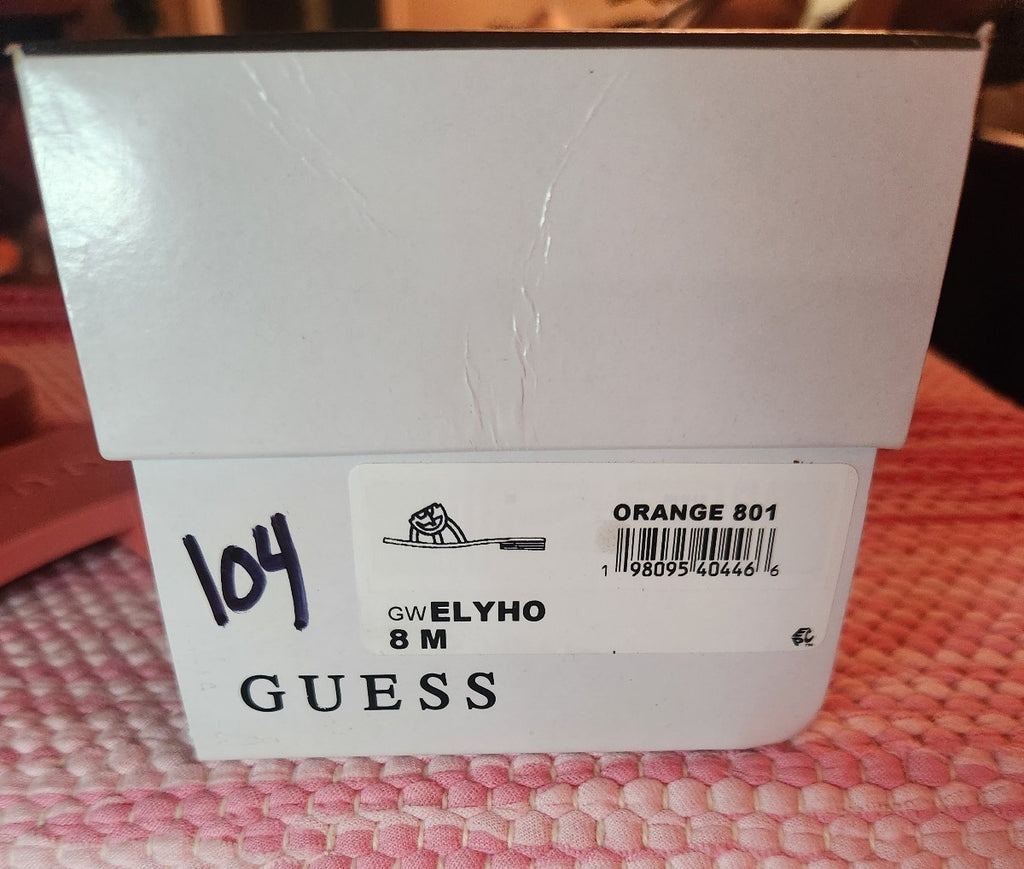 104
ORANGE 801
1 98095 40446 6
GWELYHO
8 M
GUESS